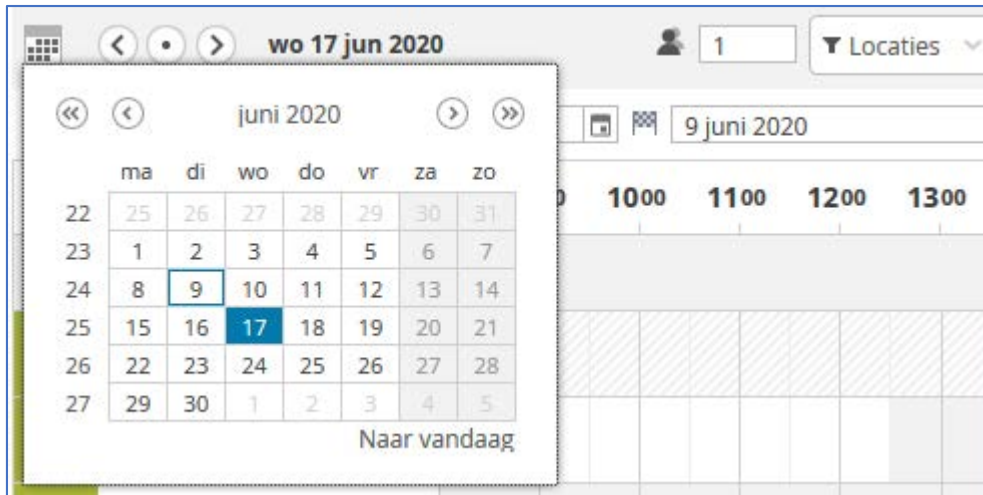 wo 17 jun 2020 1 Locaties
juni 2020 9 juni 2020
ma di wo do vr za zo
1000 1100 1200 1300
22 25 26 27 28 29 30 31
23 1 2 3 4 5 6 7
24 8 9 10 11 12 13 14
25 15 16 17 18 19 20 21
26 22 23 24 25 26 27 28
27 29 30 1 2 3 4 5
Naar vandaag